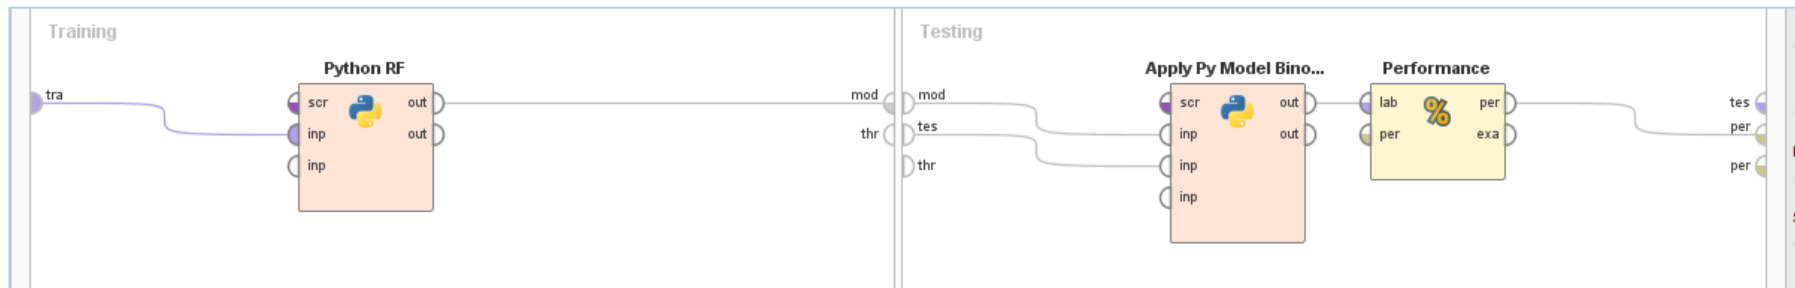 Training
Testing
Python RF
tra
scr
out
inp
out
inp
mod
thr
mod
tes
thr
Apply Py Model Bino...
scr
out
inp
out
inp
inp
Performance
lab
per
per
exa
%
tes
per
per